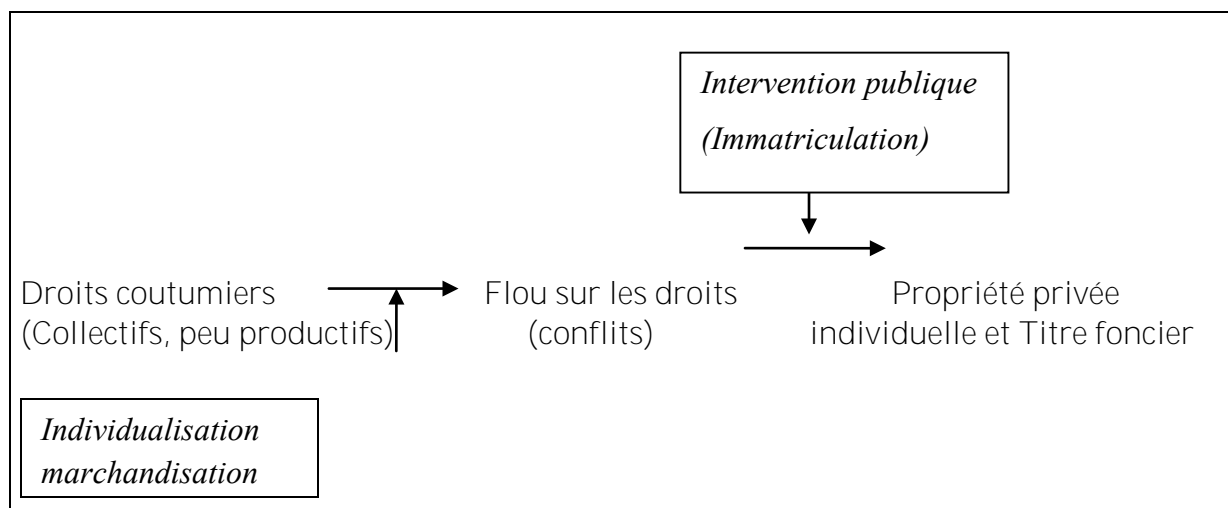 Intervention publique
(Immatriculation)
Droits coutumiers
(Collectifs, peu productifs)
Flou sur les droits
(conflits)
Propriété privée
individuelle et Titre foncier
Individualisation
marchandisation